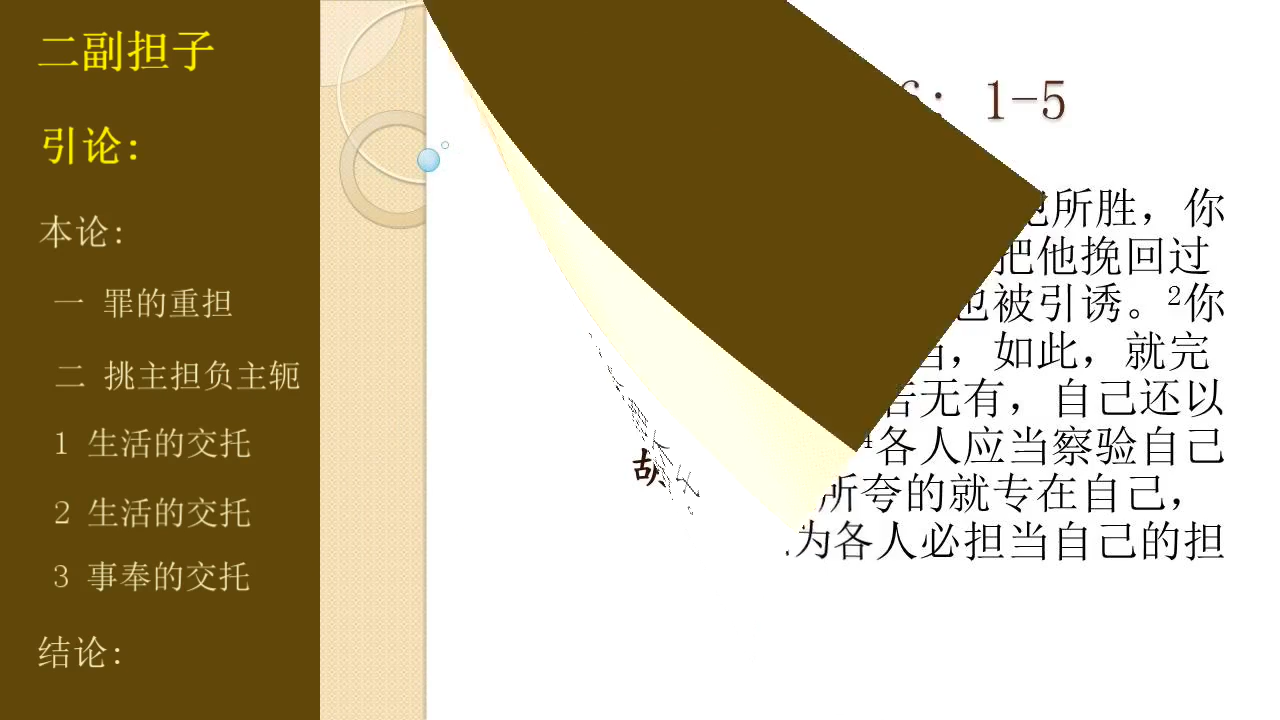 二副担子
引论:
本论:
一 罪的重担
二 挑主担负主轭
1 生活的交托
2 生活的交托
3 事奉的交托
结论:
6: 1-5
所胜，你
把他挽回过
也被引诱。²你
，如此，就完
若无有，自己还以
⁴各人应当察验自己
所夸的就专在自己，
为各人必担当自己的担
胡